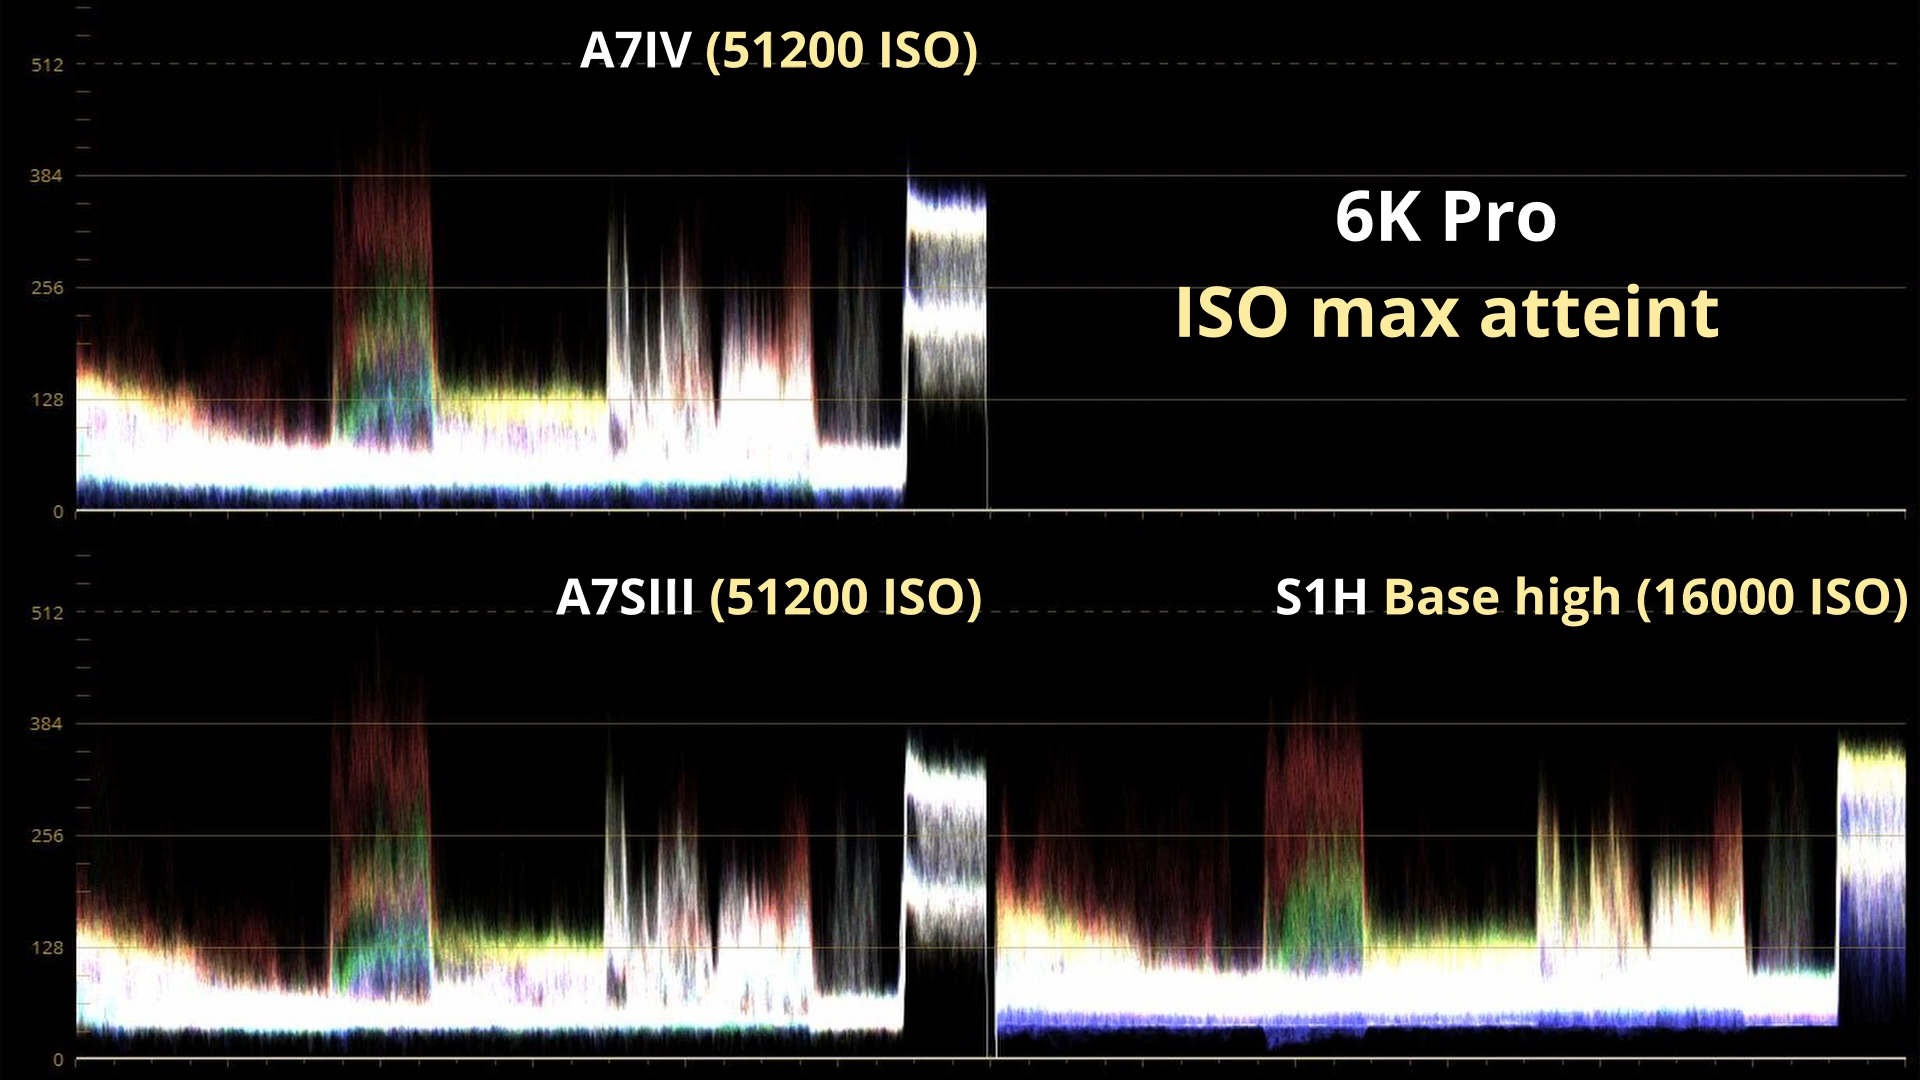 A7IV (51200 ISO)
512
384
256
128
0
6K Pro
ISO max atteint
A7SIII (51200 ISO)
S1H Base high (16000 ISO)
512
384
256
128
0